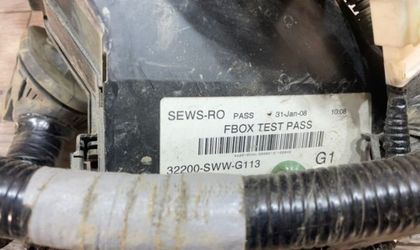 SEWS-RO PASS 31-Jan-08 10:08
FBOX TEST PASS
32200-SWW-G113 G1